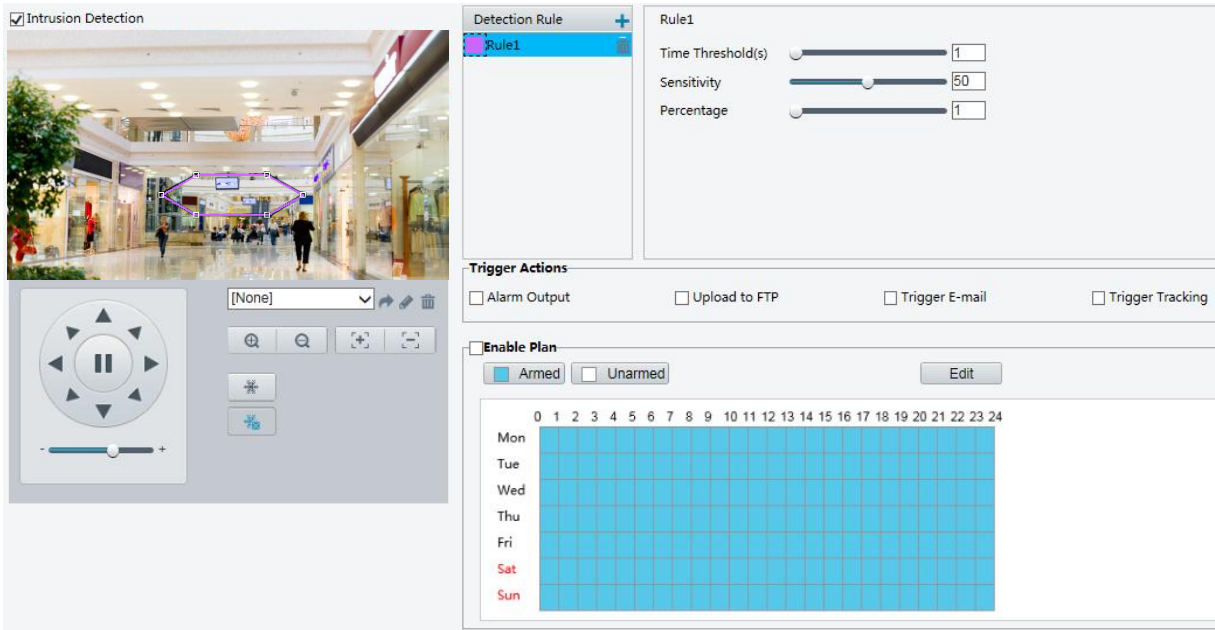 Intrusion Detection
Detection Rule +
Rule1
Rule1
Time Threshold(s) 1
Sensitivity 50
Percentage 1
Trigger Actions
Alarm Output Upload to FTP Trigger E-mail Trigger Tracking
[None]
- +
Enable Plan
Armed Unarmed Edit
0 1 2 3 4 5 6 7 8 9 10 11 12 13 14 15 16 17 18 19 20 21 22 23 24
Mon
Tue
Wed
Thu
Fri
Sat
Sun